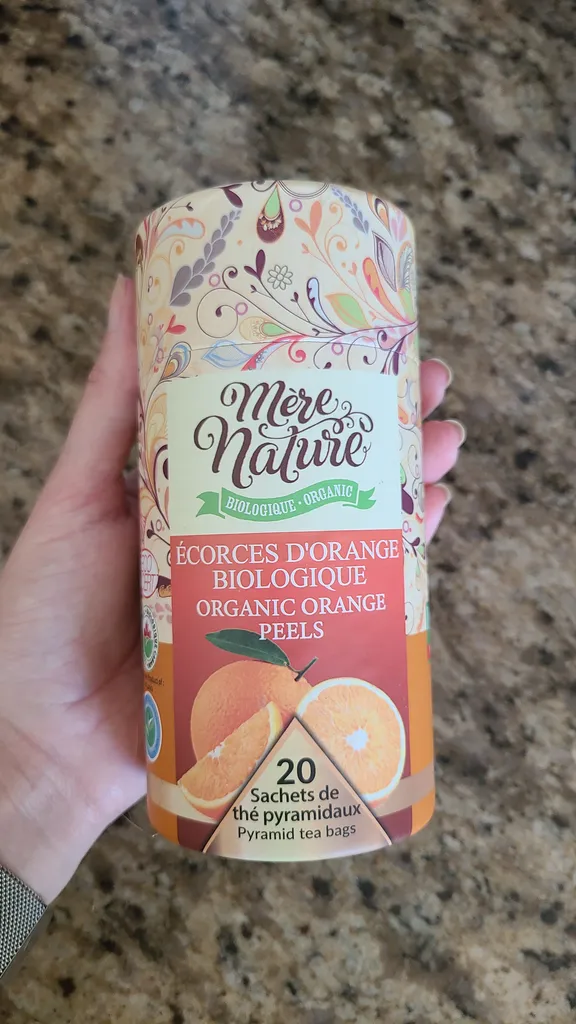 Mère
Nature
BIOLOGIQUE • ORGANIC
ÉCORCES D'ORANGE
BIOLOGIQUE
ORGANIC ORANGE
PEELS
20
Sachets de
thé pyramidaux
Pyramid tea bags